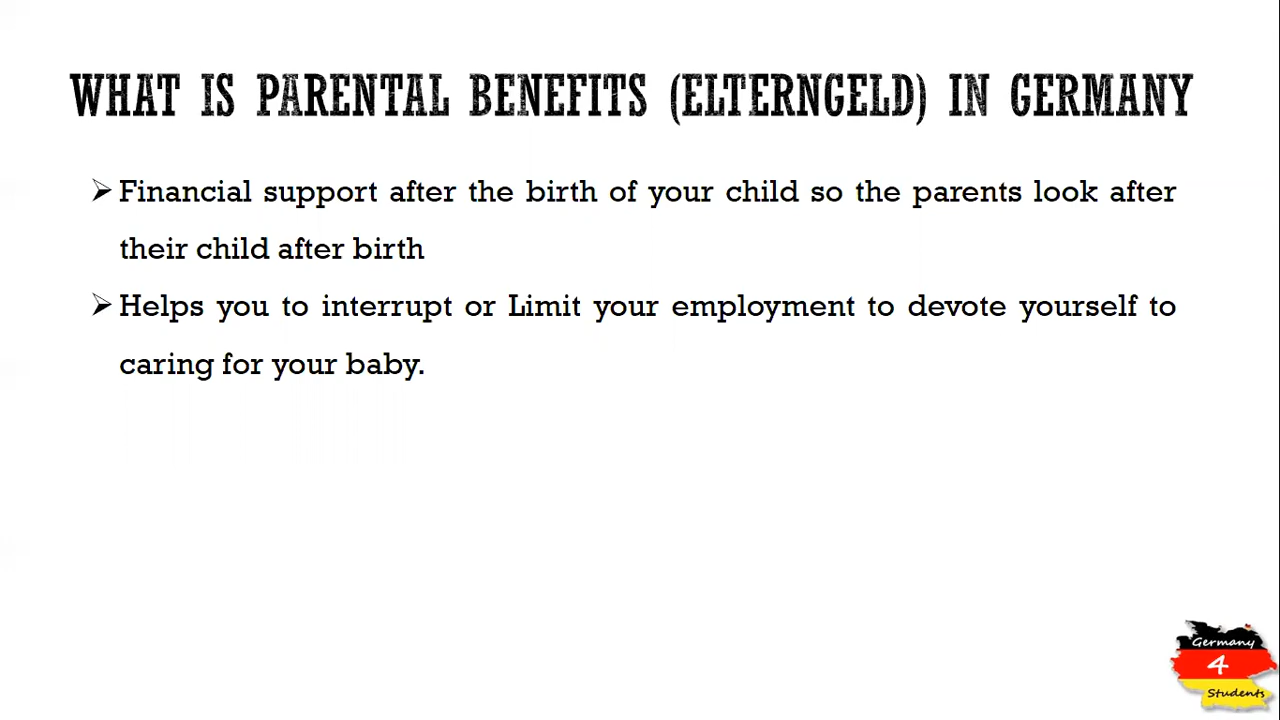 WHAT IS PARENTAL BENEFITS (ELTERNGELD) IN GERMANY
➢ Financial support after the birth of your child so the parents look after
their child after birth
➢ Helps you to interrupt or Limit your employment to devote yourself to
caring for your baby.
Germany
4
Students